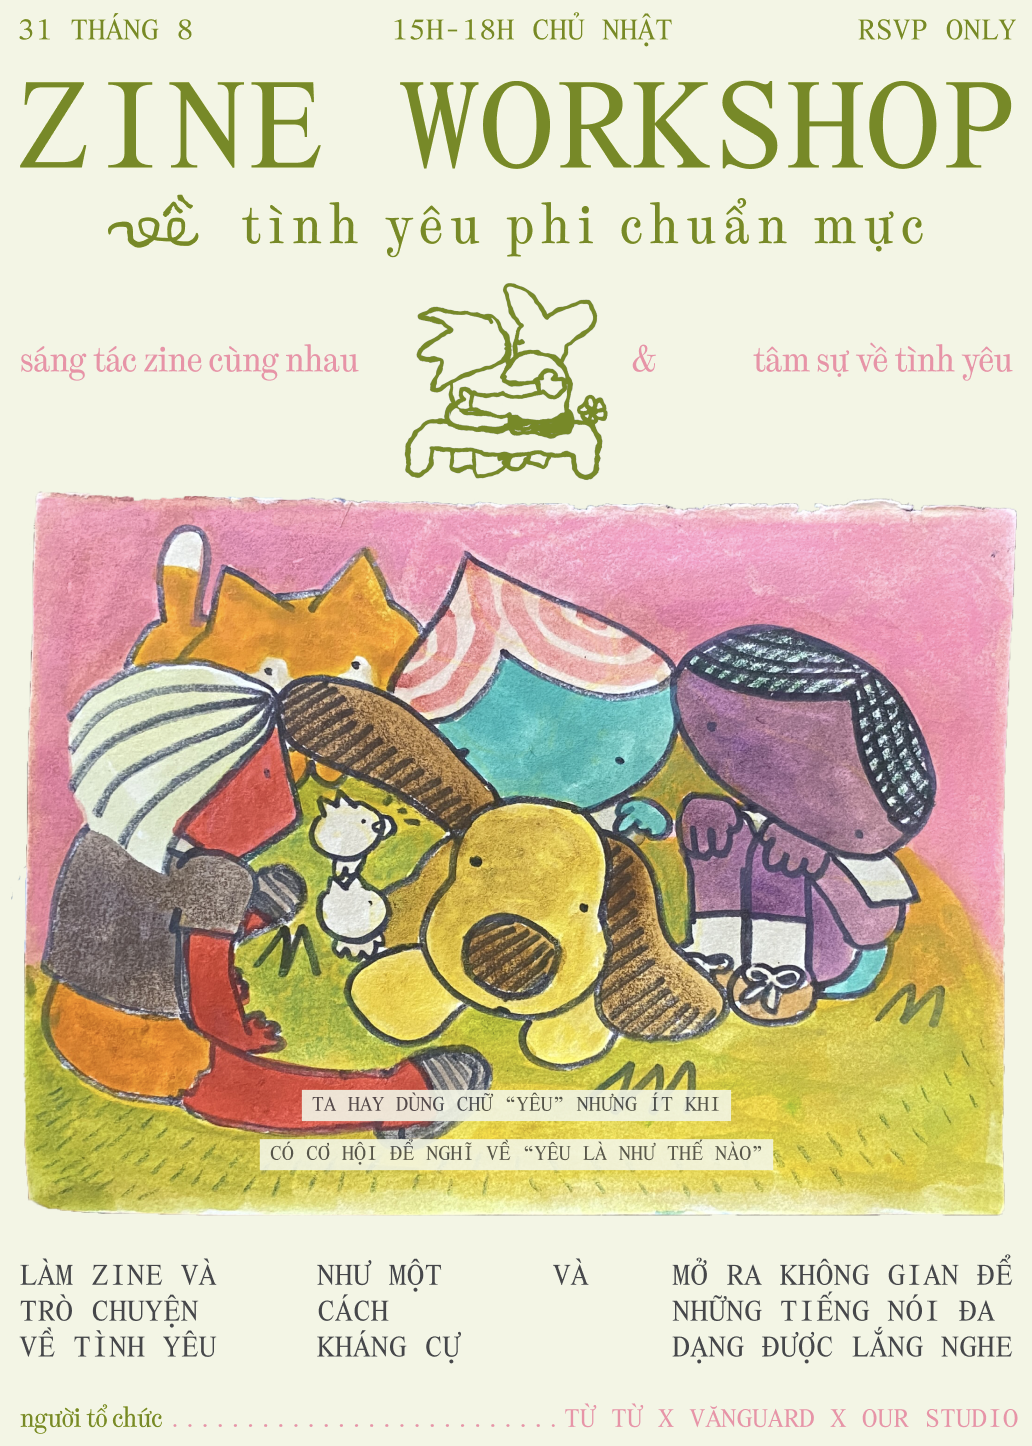 31 THÁNG 8
15H-18H CHỦ NHẬT
RSVP ONLY
ZINE WORKSHOP
về tình yêu phi chuẩn mực
sáng tác zine cùng nhau
&
tâm sự về tình yêu
TA HAY DÙNG CHỮ “YÊU” NHƯNG ÍT KHI
CÓ CƠ HỘI ĐỂ NGHĨ VỀ “YÊU LÀ NHƯ THẾ NÀO”
LÀM ZINE VÀ
TRÒ CHUYỆN
VỀ TÌNH YÊU
NHƯ MỘT
CÁCH
KHÁNG CỰ
VÀ
MỞ RA KHÔNG GIAN ĐỂ
NHỮNG TIẾNG NÓI ĐA
DẠNG ĐƯỢC LẮNG NGHE
người tổ chức ........................... TỪ TỪ X VĂNGUARD X OUR STUDIO